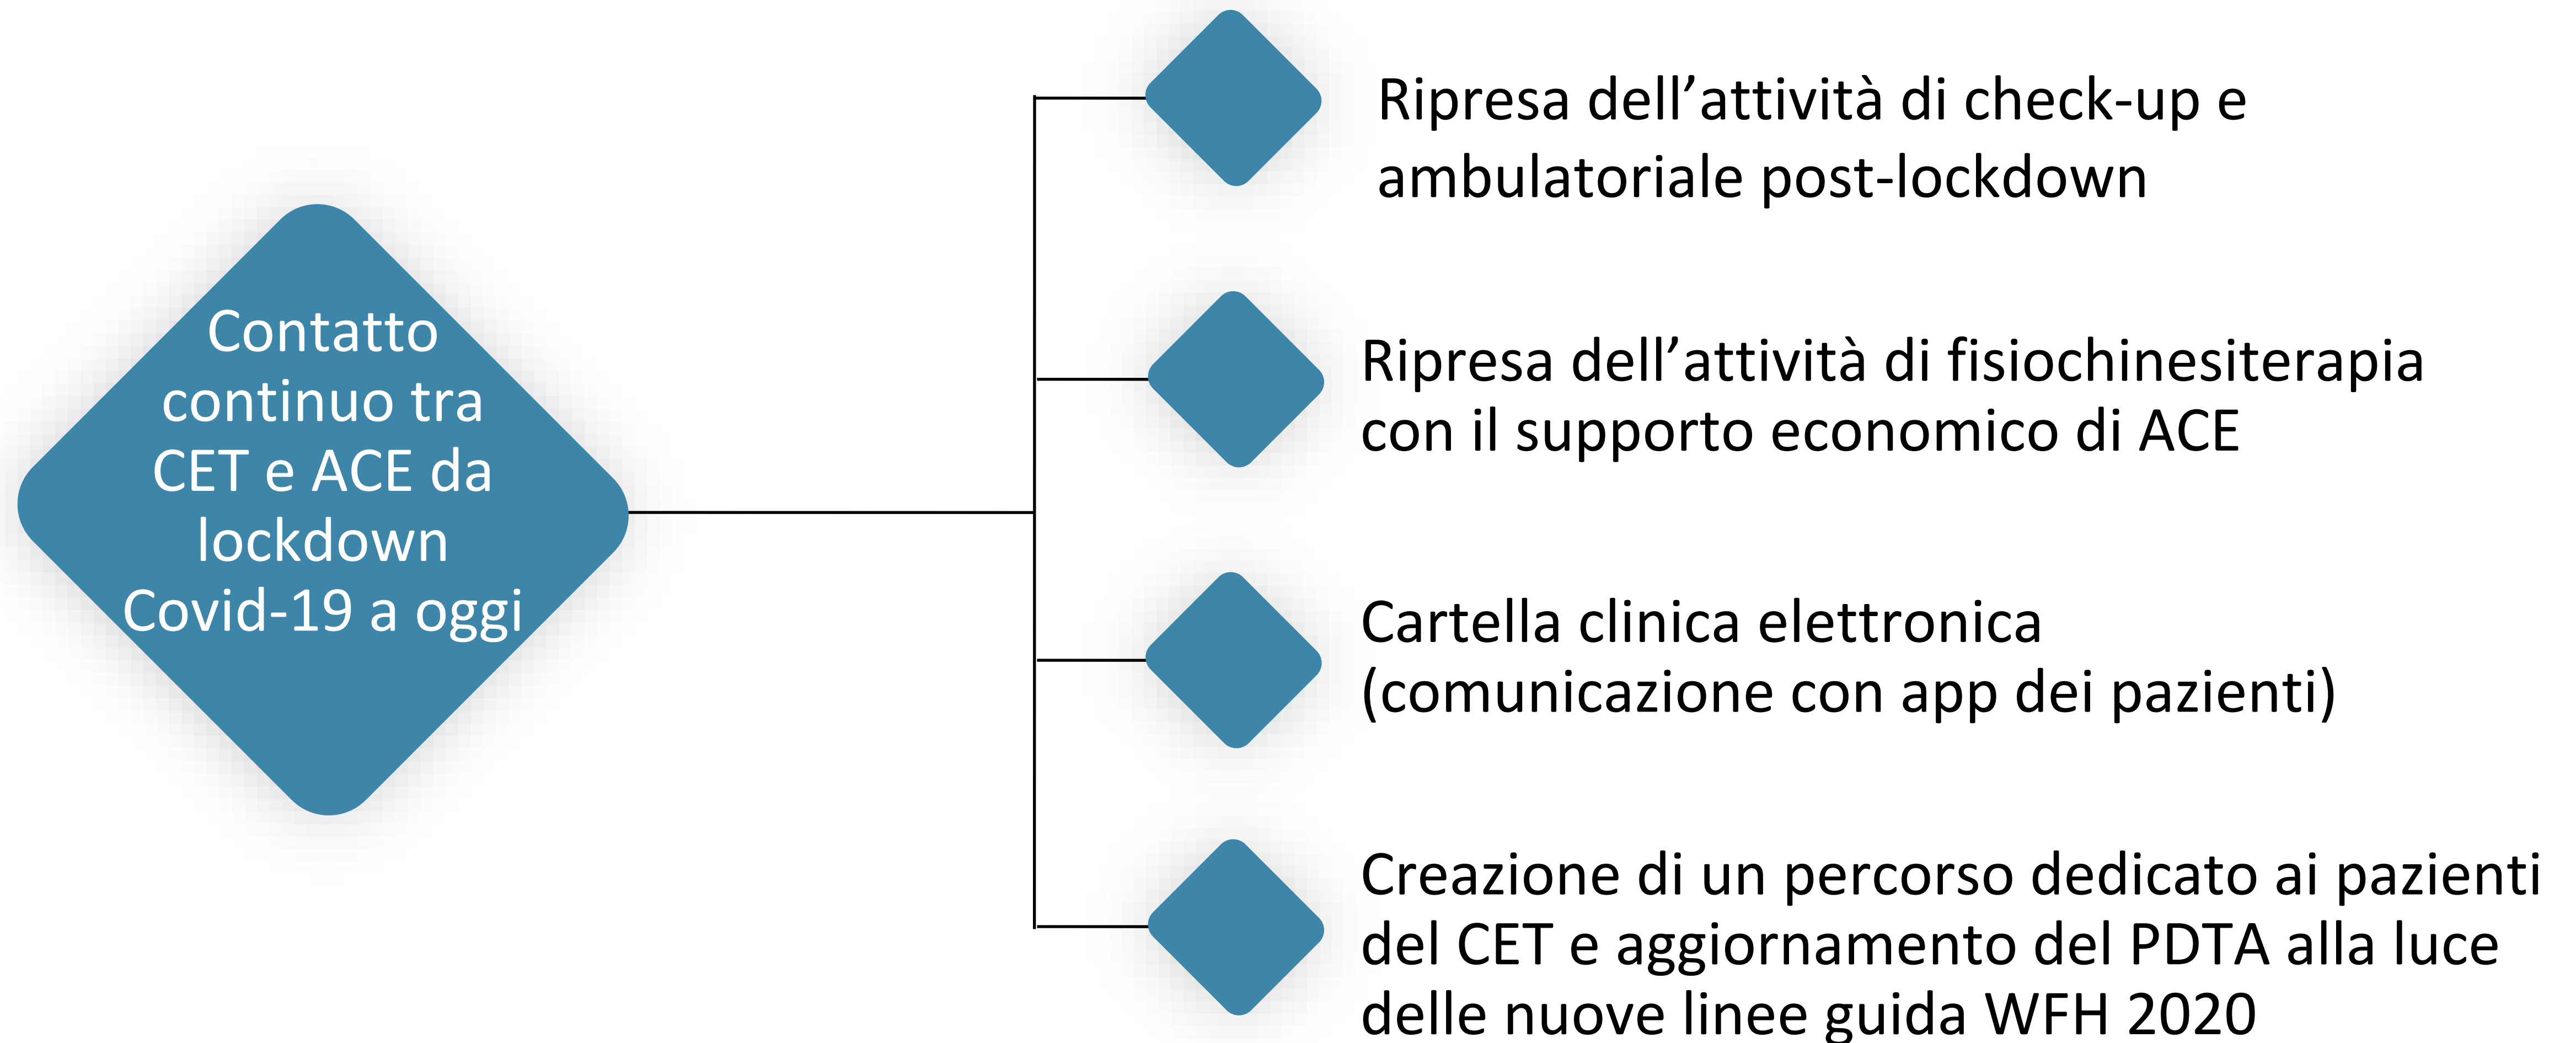 Contatto
continuo tra
CET e ACE da
lockdown
Covid-19 a oggi
Ripresa dell’attività di check-up e
ambulatoriale post-lockdown
Ripresa dell’attività di fisiochinesiterapia
con il supporto economico di ACE
Cartella clinica elettronica
(comunicazione con app dei pazienti)
Creazione di un percorso dedicato ai pazienti
del CET e aggiornamento del PDTA alla luce
delle nuove linee guida WFH 2020